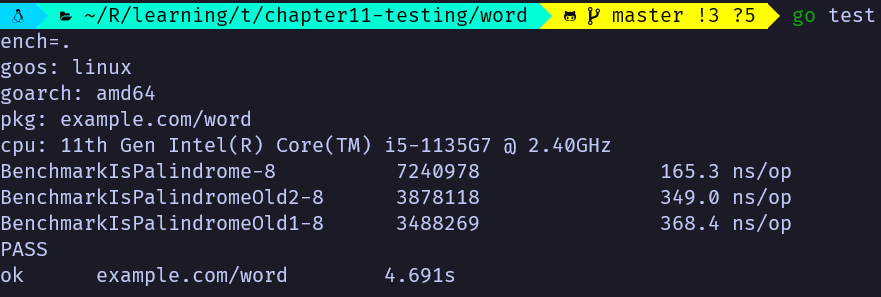 ~/R/learning/t/chapter11-testing/word master !3 ?5 go test
ench=.
goos: linux
goarch: amd64
pkg: example.com/word
cpu: 11th Gen Intel(R) Core(TM) i5-1135G7 @ 2.40GHz
BenchmarkIsPalindrome-8 7240978 165.3 ns/op
BenchmarkIsPalindromeOld2-8 3878118 349.0 ns/op
BenchmarkIsPalindromeOld1-8 3488269 368.4 ns/op
PASS
ok example.com/word 4.691s